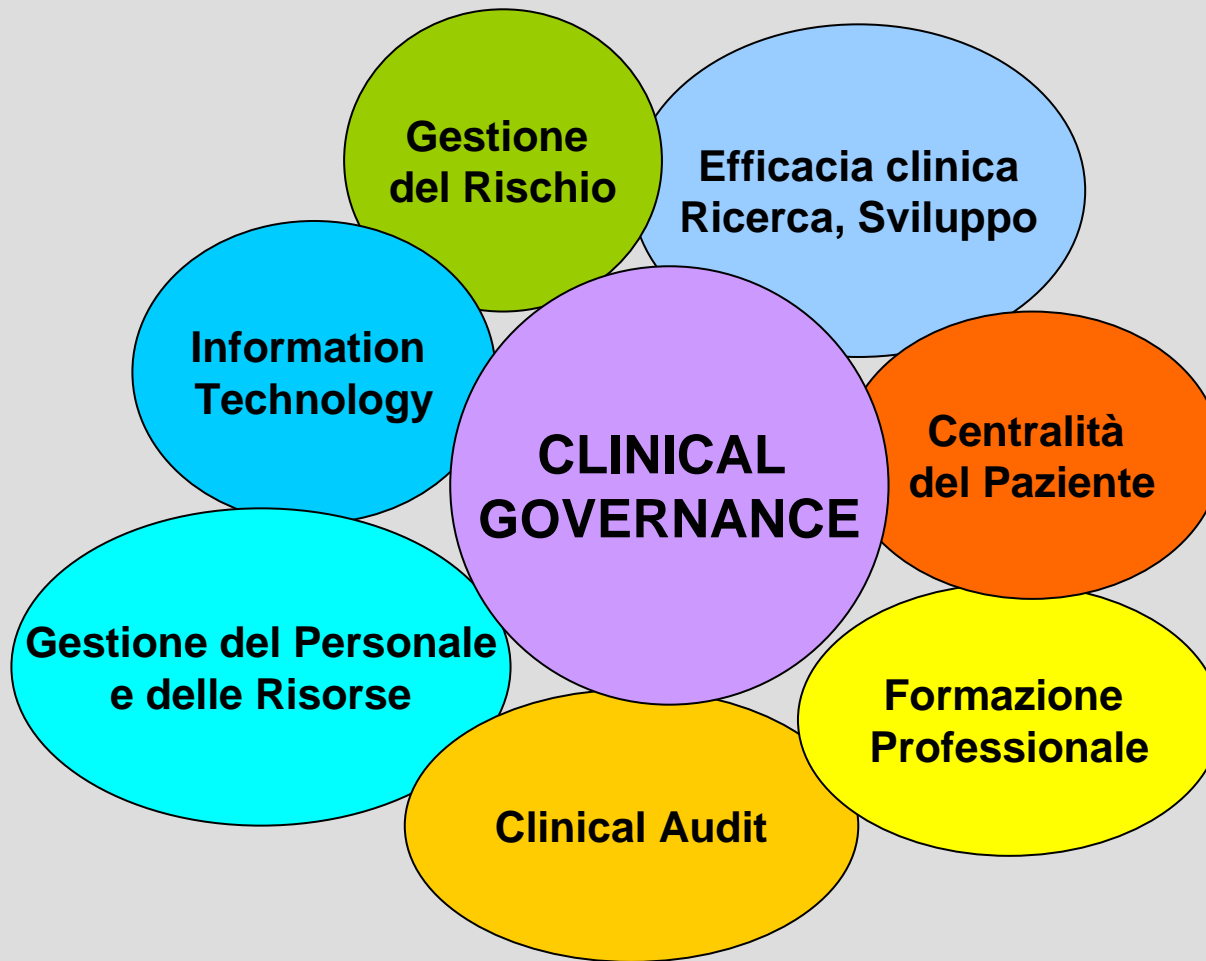 Gestione
del Rischio
Efficacia clinica
Ricerca, Sviluppo
Information
Technology
CLINICAL
GOVERNANCE
Centralità
del Paziente
Gestione del Personale
e delle Risorse
Formazione
Professionale
Clinical Audit